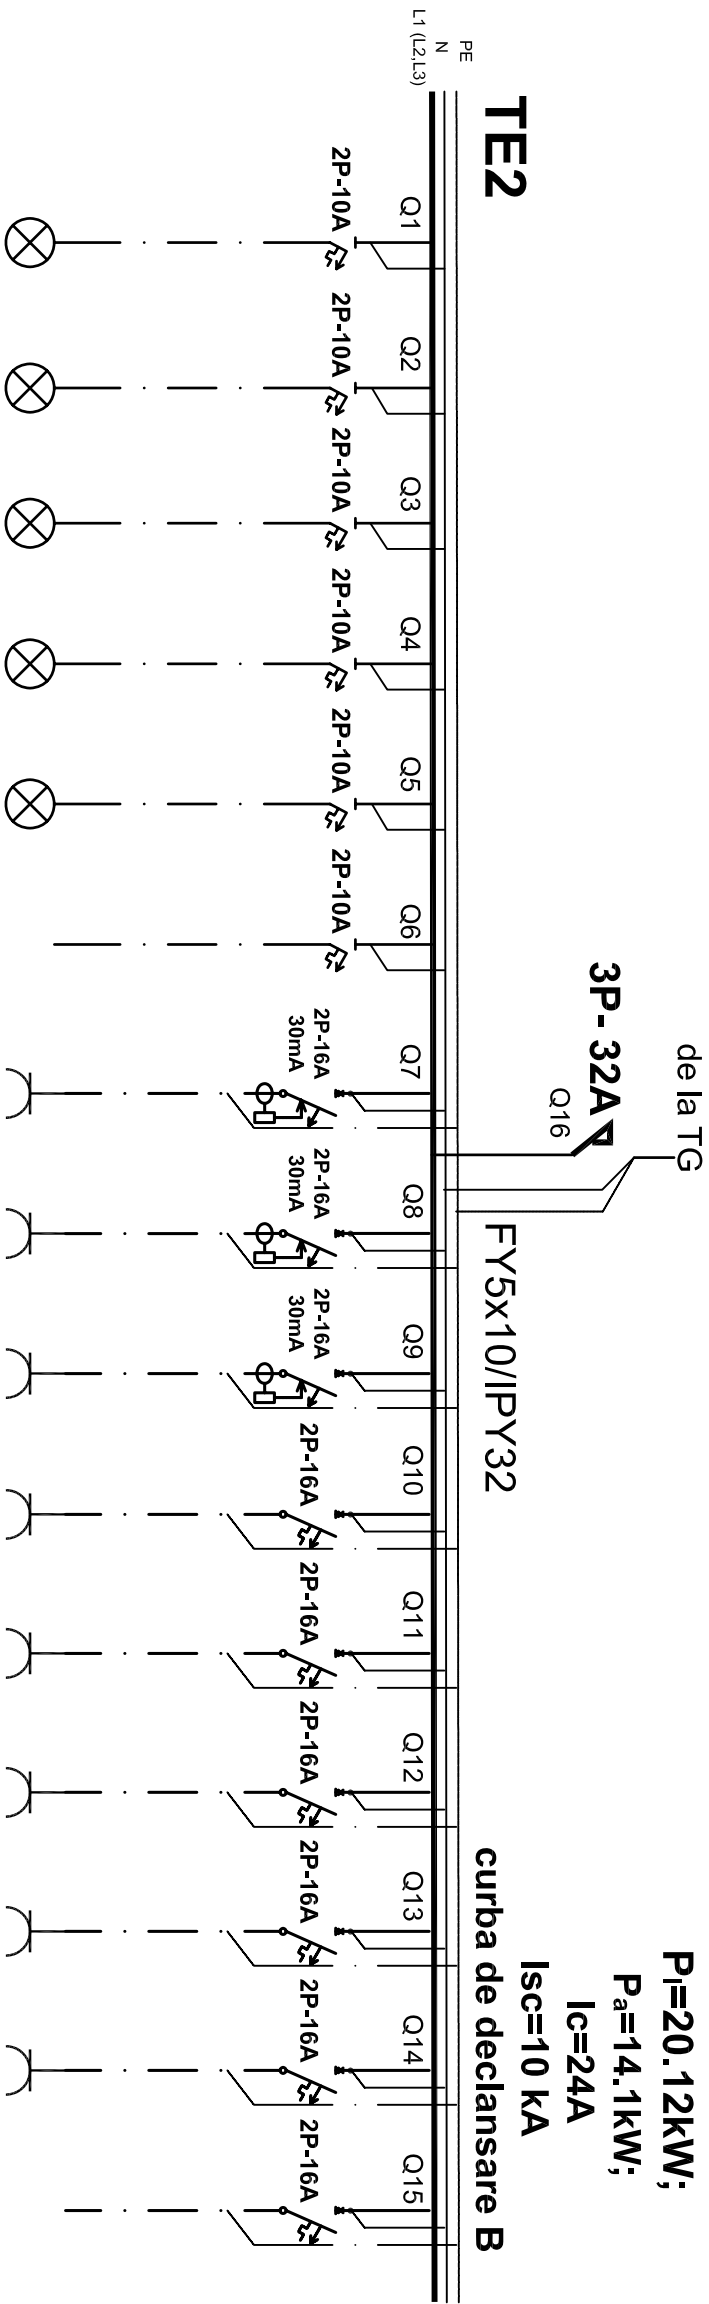 PE
N
L1 (L2,L3)
TE2
de la TG
3P- 32A
Q16
FY5x10/IPY32
Pi=20.12kW;
Pa=14.1kW;
Ic=24A
Isc=10 kA
curba de declansare B
Q1
2P-10A
Q2
2P-10A
Q3
2P-10A
Q4
2P-10A
Q5
2P-10A
Q6
2P-10A
Q7
2P-16A
30mA
Q8
2P-16A
30mA
Q9
2P-16A
30mA
Q10
2P-16A
Q11
2P-16A
Q12
2P-16A
Q13
2P-16A
Q14
2P-16A
Q15
2P-16A